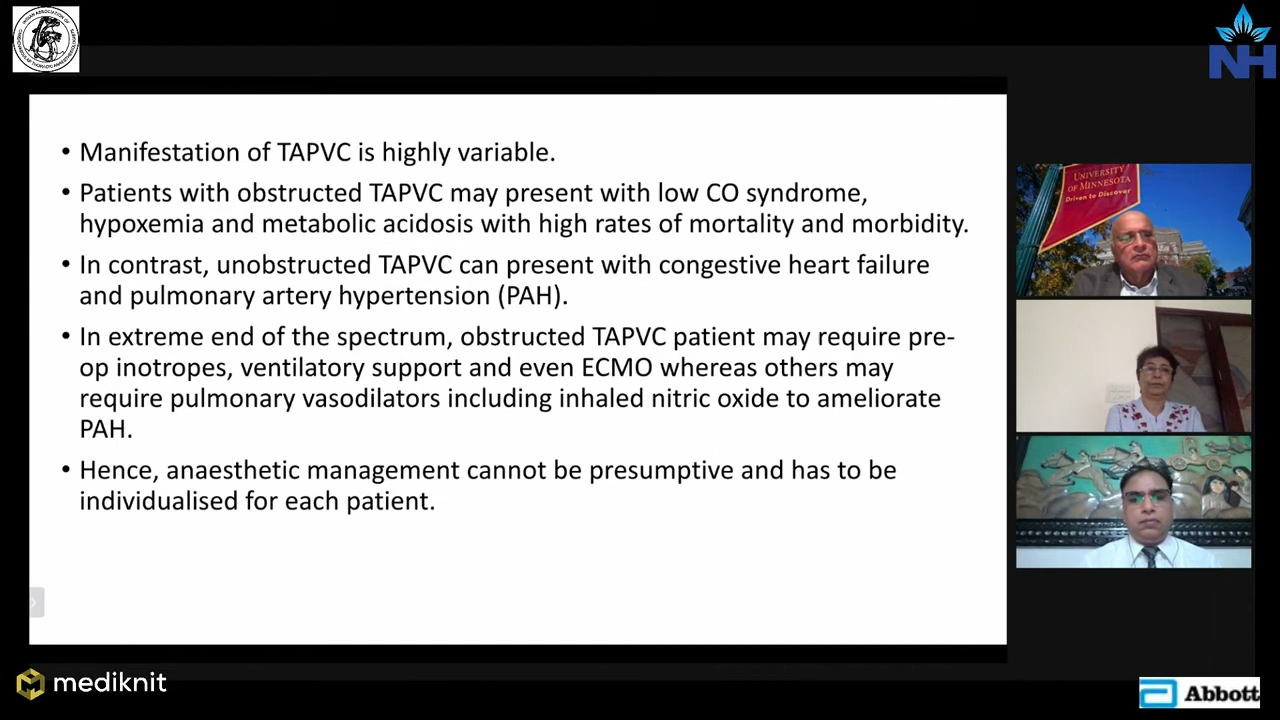 NH
• Manifestation of TAPVC is highly variable.
• Patients with obstructed TAPVC may present with low CO syndrome,
hypoxemia and metabolic acidosis with high rates of mortality and morbidity.
• In contrast, unobstructed TAPVC can present with congestive heart failure
and pulmonary artery hypertension (PAH).
• In extreme end of the spectrum, obstructed TAPVC patient may require pre-
op inotropes, ventilatory support and even ECMO whereas others may
require pulmonary vasodilators including inhaled nitric oxide to ameliorate
PAH.
• Hence, anaesthetic management cannot be presumptive and has to be
individualised for each patient.
UNIVERSITY
OF MINNESOTA
Driven to Discover
mediknit
Abbott